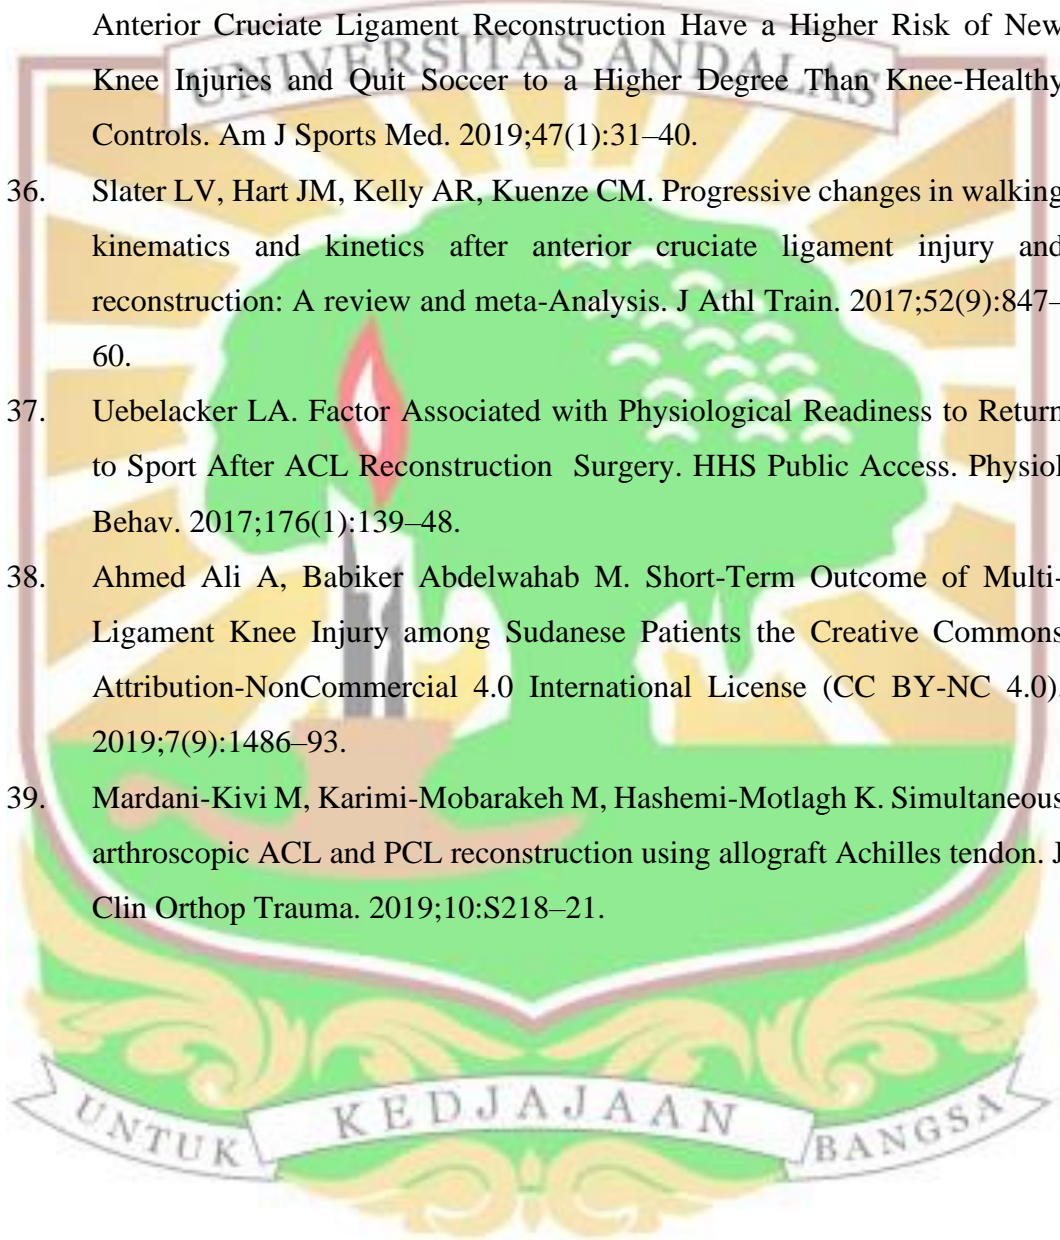 Anterior Cruciate Ligament Reconstruction Have a Higher Risk of New
UNIVERSITAS ANDALAS
Knee Injuries and Quit Soccer to a Higher Degree Than Knee-Healthy
Controls. Am J Sports Med. 2019;47(1):31–40.
36. Slater LV, Hart JM, Kelly AR, Kuenze CM. Progressive changes in walking
kinematics and kinetics after anterior cruciate ligament injury and
reconstruction: A review and meta-Analysis. J Athl Train. 2017;52(9):847–
60.
37. Uebelacker LA. Factor Associated with Physiological Readiness to Return
to Sport After ACL Reconstruction Surgery. HHS Public Access. Physiol
Behav. 2017;176(1):139–48.
38. Ahmed Ali A, Babiker Abdelwahab M. Short-Term Outcome of Multi-
Ligament Knee Injury among Sudanese Patients the Creative Commons
Attribution-NonCommercial 4.0 International License (CC BY-NC 4.0).
2019;7(9):1486–93.
39. Mardani-Kivi M, Karimi-Mobarakeh M, Hashemi-Motlagh K. Simultaneous
arthroscopic ACL and PCL reconstruction using allograft Achilles tendon. J
Clin Orthop Trauma. 2019;10:S218–21.
UNTUK KEDJAJAAN BANGSA